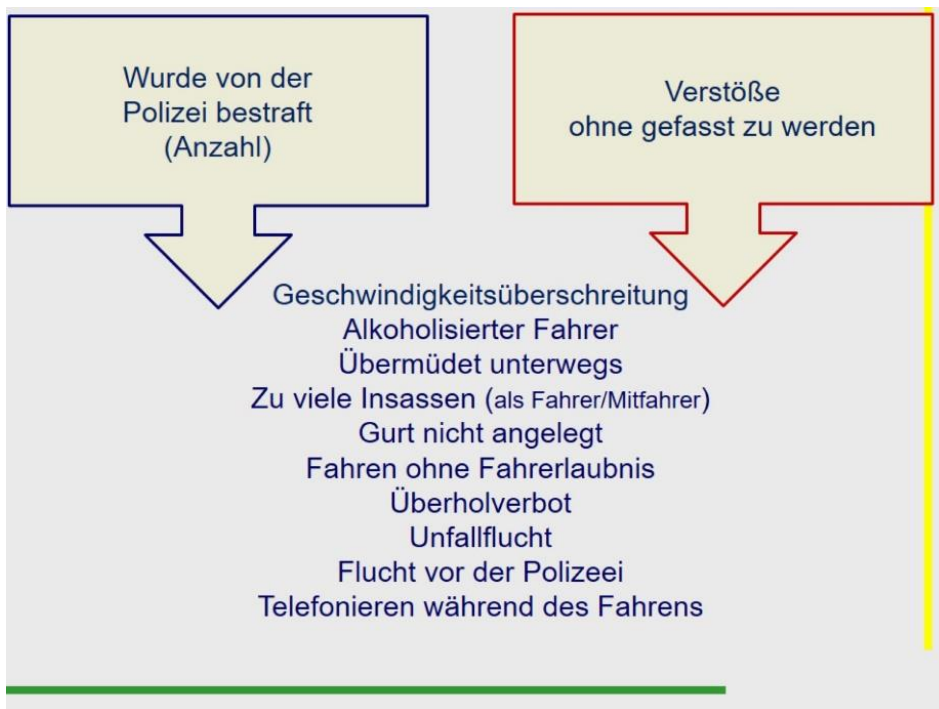 Wurde von der
Polizei bestraft
(Anzahl)
Verstöße
ohne gefasst zu werden
Geschwindigkeitsüberschreitung
Alkoholisierter Fahrer
Übermüdet unterwegs
Zu viele Insassen (als Fahrer/Mitfahrer)
Gurt nicht angelegt
Fahren ohne Fahrerlaubnis
Überholverbot
Unfallflucht
Flucht vor der Polizeei
Telefonieren während des Fahrens